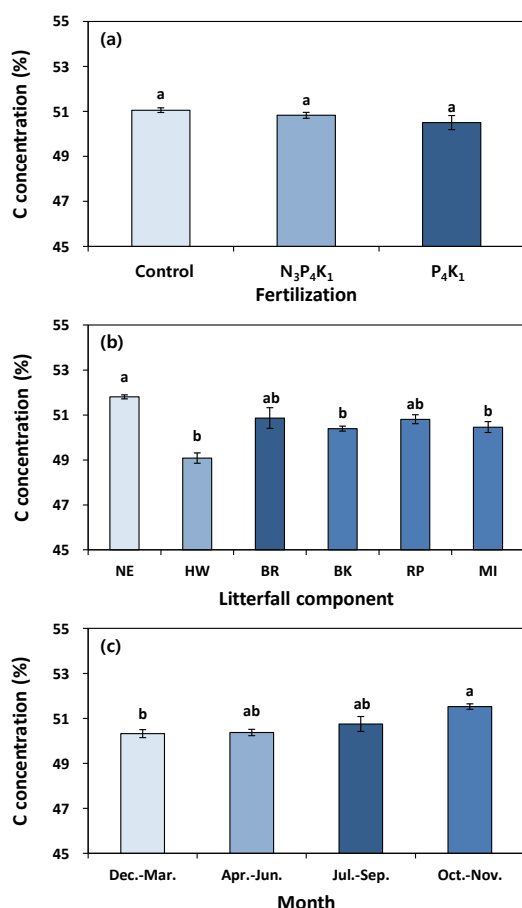 (a)
C concentration (%)
55
53
51
49
47
45
a
a
a
Control
N₃P₄K₁
P₄K₁
Fertilization
(b)
C concentration (%)
55
53
51
49
47
45
a
b
ab
b
ab
b
NE
HW
BR
BK
RP
MI
Litterfall component
(c)
C concentration (%)
55
53
51
49
47
45
b
ab
ab
a
Dec.-Mar.
Apr.-Jun.
Jul.-Sep.
Oct.-Nov.
Month